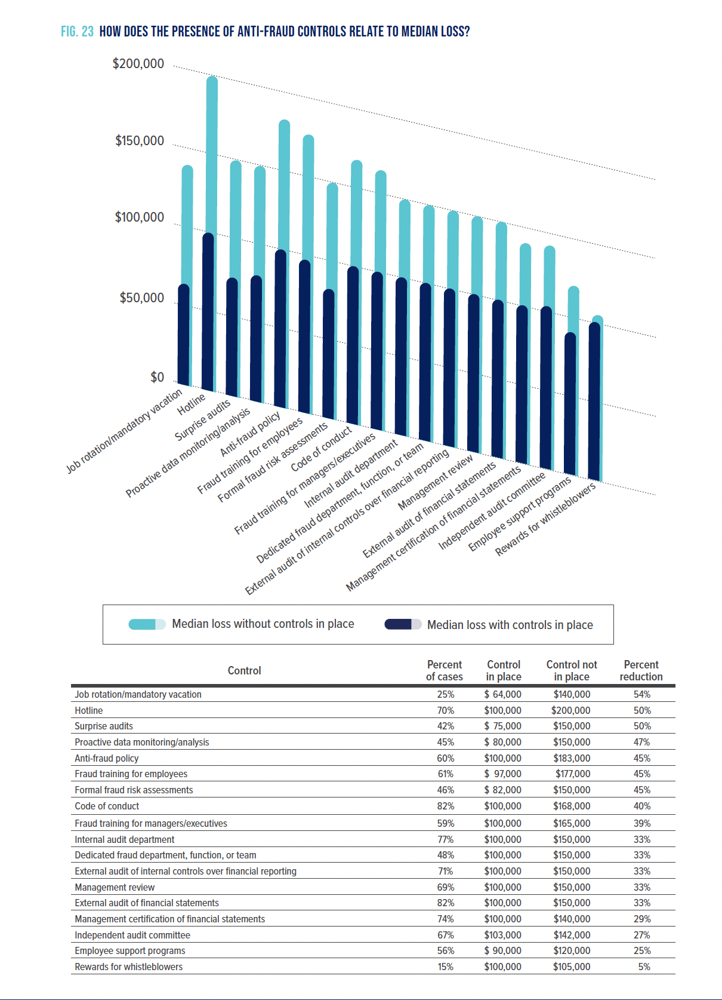 FIG. 23 HOW DOES THE PRESENCE OF ANTI-FRAUD CONTROLS RELATE TO MEDIAN LOSS?
$200,000
$150,000
$100,000
$50,000
$0
Job rotation/mandatory vacation
Hotline
Surprise audits
Proactive data monitoring/analysis
Anti-fraud policy
Fraud training for employees
Formal fraud risk assessments
Code of conduct
Fraud training for managers/executives
Internal audit department
Dedicated fraud department, function, or team
External audit of internal controls over financial reporting
Management review
External audit of financial statements
Management certification of financial statements
Independent audit committee
Employee support programs
Rewards for whistleblowers
Median loss without controls in place
Median loss with controls in place
Control Percent of cases Control in place Control not in place Percent reduction
Job rotation/mandatory vacation 25% $ 64,000 $140,000 54%
Hotline 70% $100,000 $200,000 50%
Surprise audits 42% $ 75,000 $150,000 50%
Proactive data monitoring/analysis 45% $ 80,000 $150,000 47%
Anti-fraud policy 60% $100,000 $183,000 45%
Fraud training for employees 61% $ 97,000 $177,000 45%
Formal fraud risk assessments 46% $ 82,000 $150,000 45%
Code of conduct 82% $100,000 $168,000 40%
Fraud training for managers/executives 59% $100,000 $165,000 39%
Internal audit department 77% $100,000 $150,000 33%
Dedicated fraud department, function, or team 48% $100,000 $150,000 33%
External audit of internal controls over financial reporting 71% $100,000 $150,000 33%
Management review 69% $100,000 $150,000 33%
External audit of financial statements 82% $100,000 $150,000 33%
Management certification of financial statements 74% $100,000 $140,000 29%
Independent audit committee 67% $103,000 $142,000 27%
Employee support programs 56% $ 90,000 $120,000 25%
Rewards for whistleblowers 15% $100,000 $105,000 5%